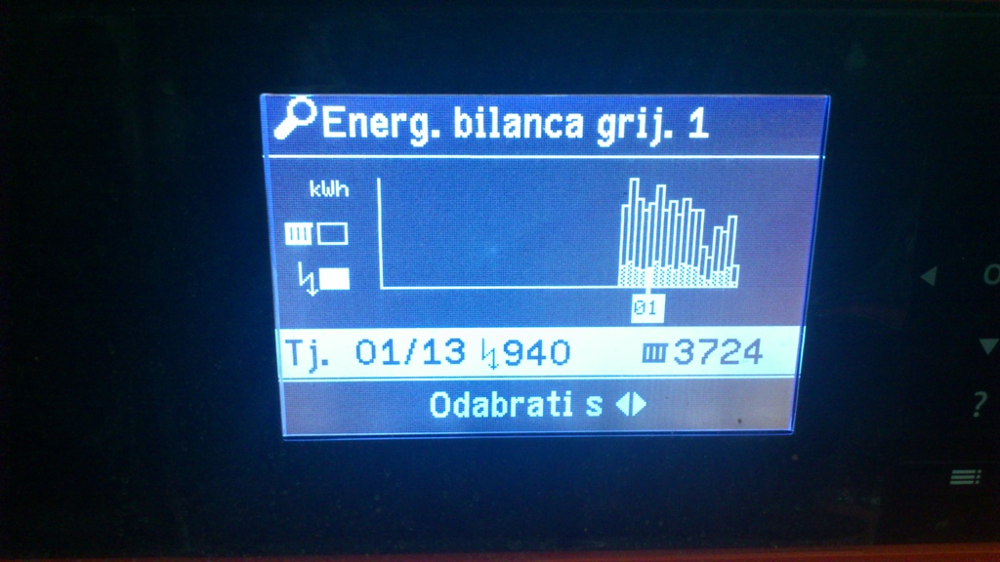 Energ. bilanca grij. 1
kWh
01
Tj. 01/13 940 3724
Odabrati s
?